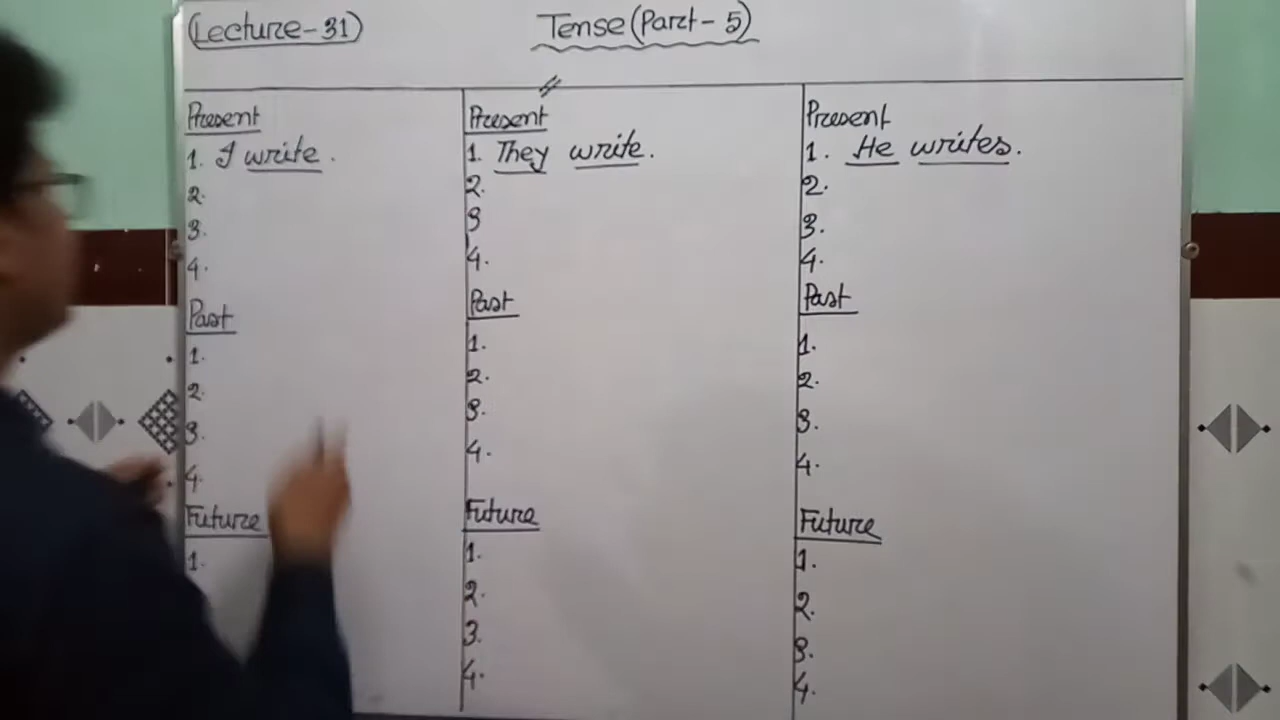 (Lecture-31)
Tense (Part-5)
Present
1. I write.
2.
3.
4.
Past
1.
2.
3.
4.
Future
1.
Present
1. They write.
2.
3
4.
Past
1.
2.
3.
4.
Future
1.
2.
3.
4.
Present
1. He writes.
2.
3.
4.
Past
1.
2.
3.
4.
Future
1.
2.
3.
4.